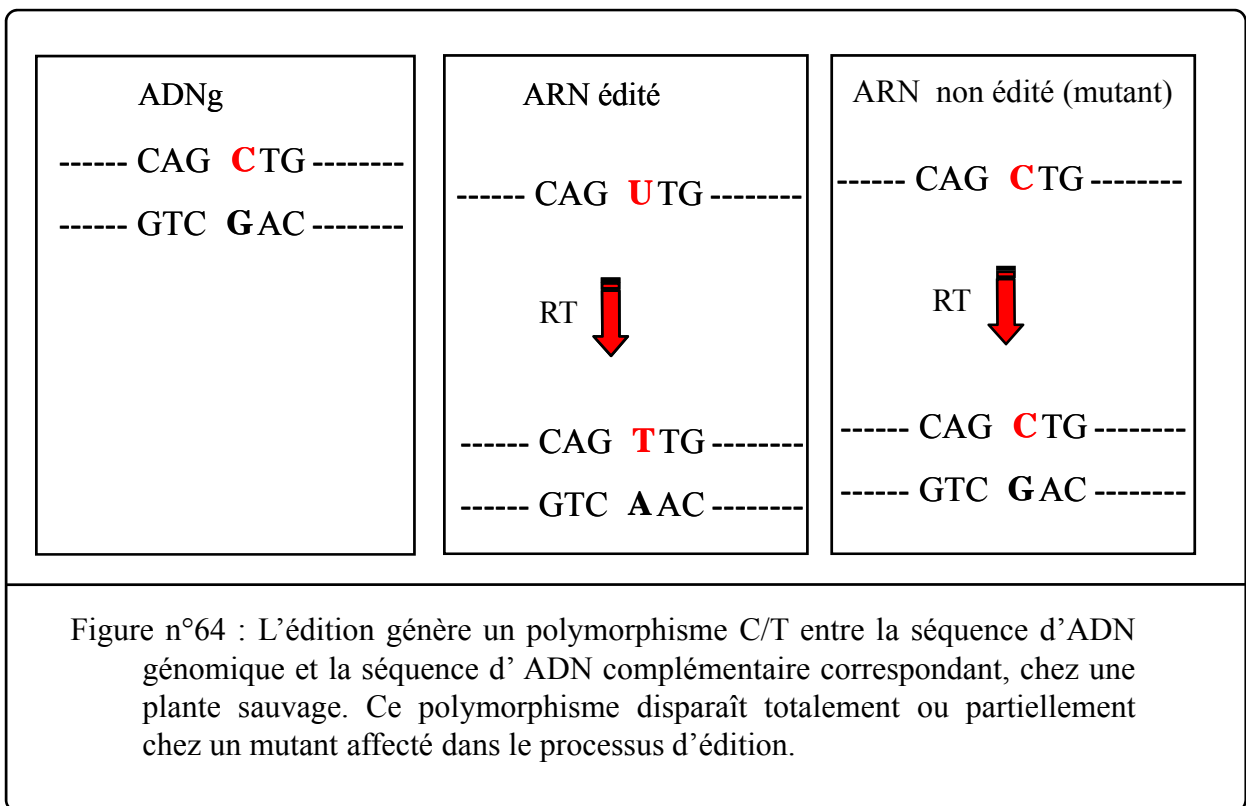 ADNg
------ CAG CTG --------
------ GTC GAC --------
ARN édité
------ CAG UTG --------
RT
------ CAG TTG --------
------ GTC AAC --------
ARN non édité (mutant)
------ CAG CTG --------
RT
------ CAG CTG --------
------ GTC GAC --------
Figure n°64 : L'édition génère un polymorphisme C/T entre la séquence d'ADN
génomique et la séquence d' ADN complémentaire correspondant, chez une
plante sauvage. Ce polymorphisme disparaît totalement ou partiellement
chez un mutant affecté dans le processus d'édition.